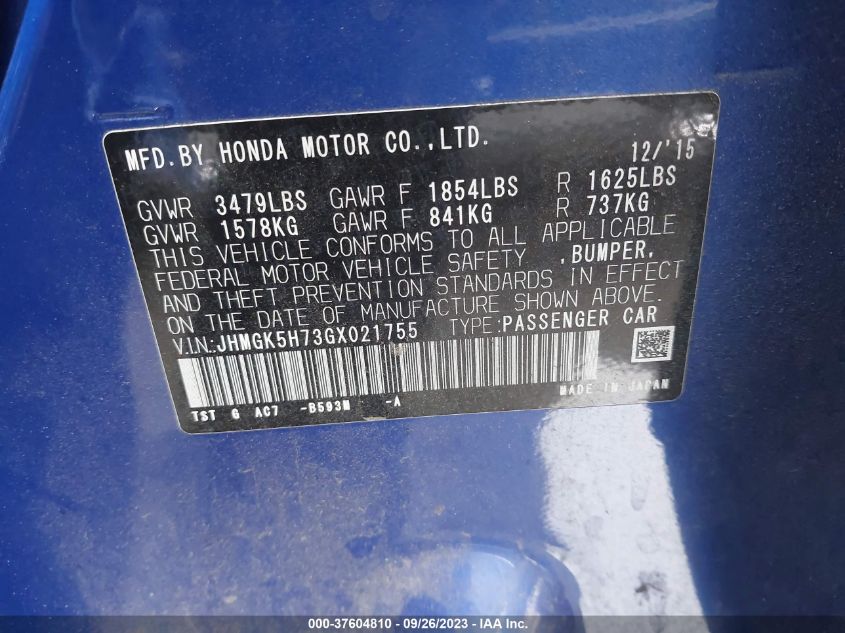 MFD.BY HONDA MOTOR CO.,LTD. 12/'15
GVWR 3479LBS GAWR F 1854LBS R 1625LBS
GVWR 1578KG GAWR F 841KG R 737KG
THIS VEHICLE CONFORMS TO ALL APPLICABLE
FEDERAL MOTOR VEHICLE SAFETY ,BUMPER,
AND THEFT PREVENTION STANDARDS IN EFFECT
ON THE DATE OF MANUFACTURE SHOWN ABOVE.
V.I.N.:JHMGK5H73GX021755 TYPE:PASSENGER CAR
MADE IN JAPAN
TST G AC7 -B593M -A
000-37604810 - 09/26/2023 - © IAA Inc.